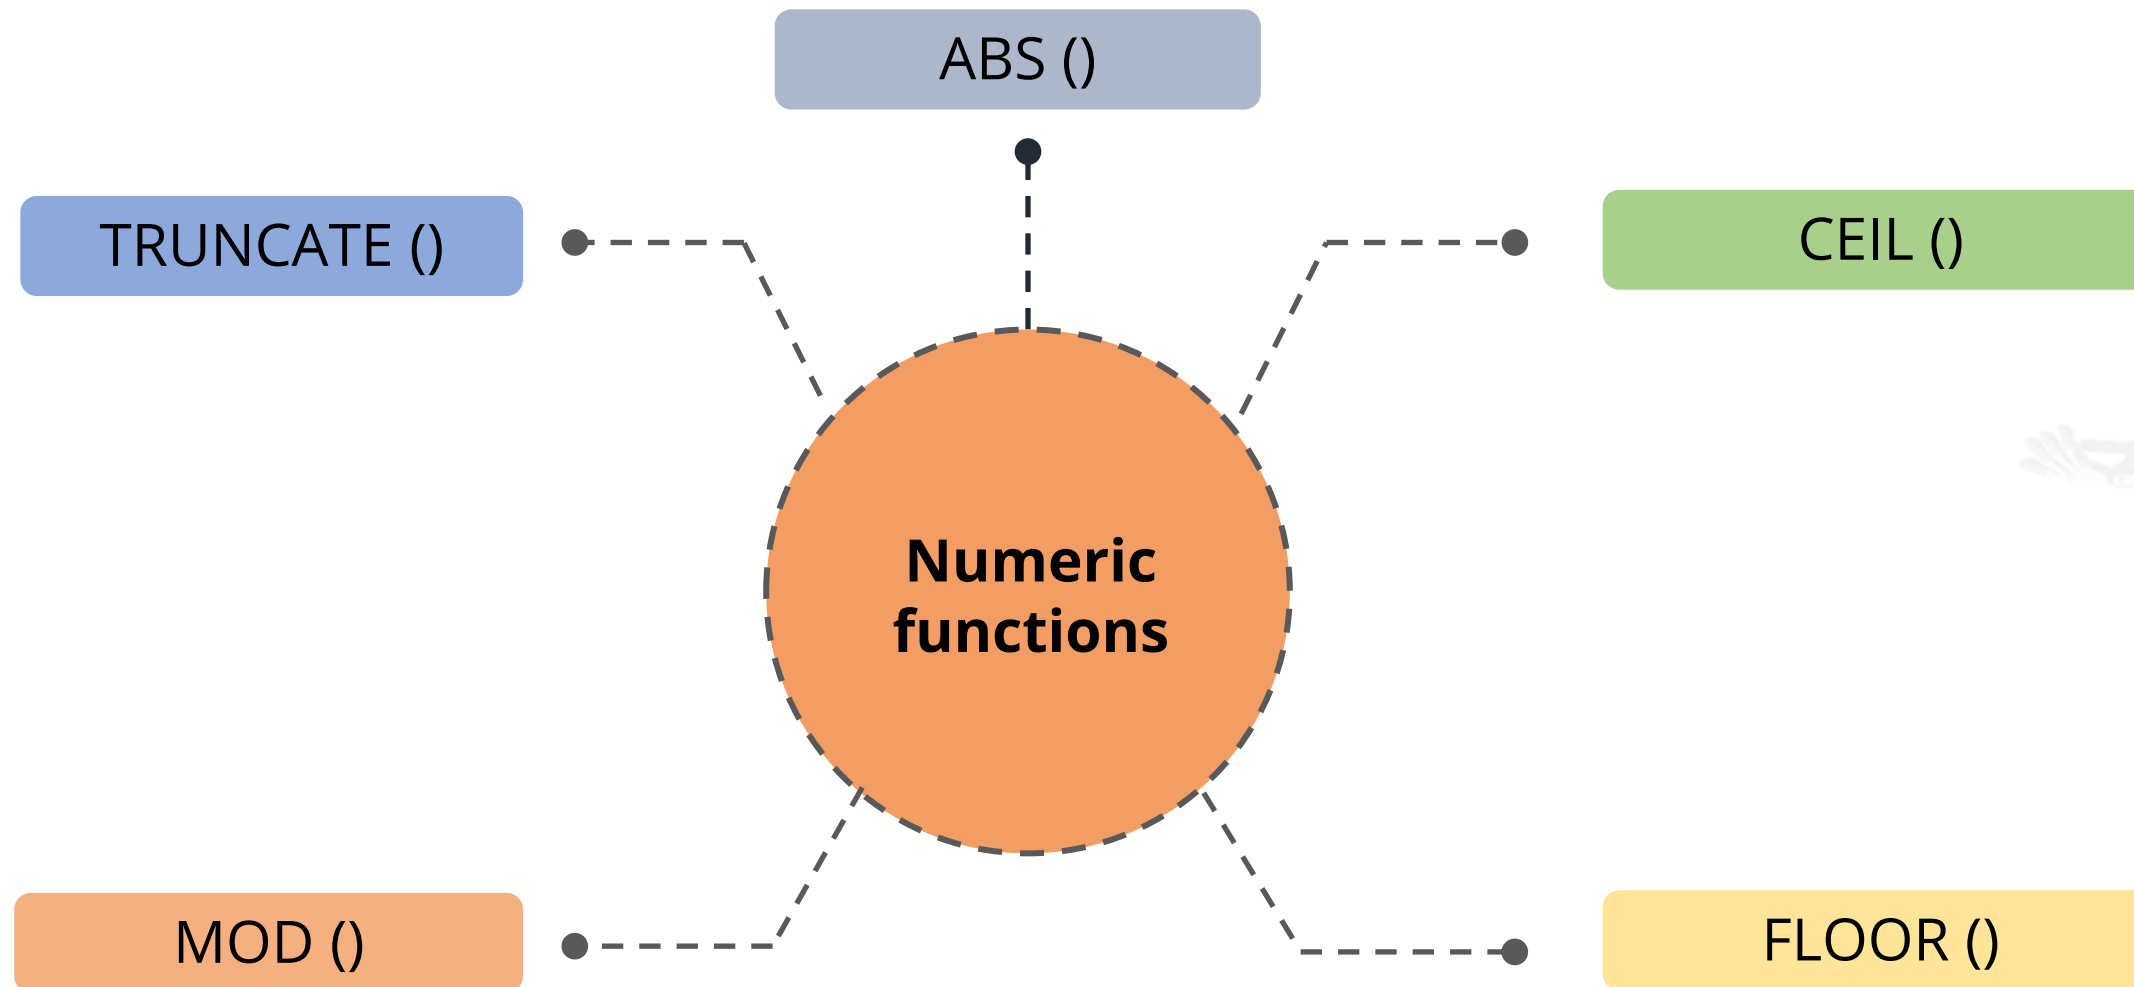 ABS ()
TRUNCATE ()
CEIL ()
Numeric
functions
MOD ()
FLOOR ()